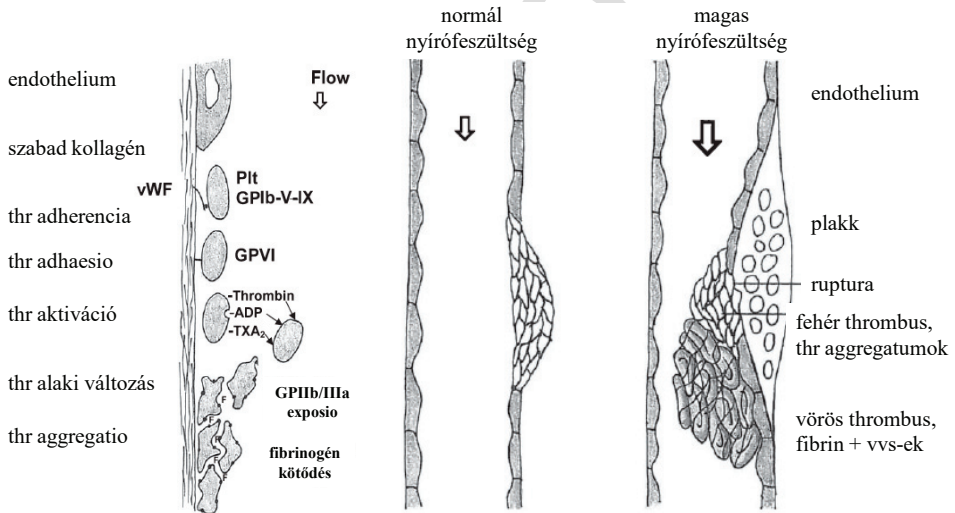 normál
nyírófeszültség
magas
nyírófeszültség
endothelium
szabad kollagén
thr adherencia
thr adhaesio
thr aktiváció
thr alaki változás
thr aggregatio
Flow
vWF
Plt
GPIb-V-IX
GPVI
-Thrombin
-ADP
-TXA₂
GPIIb/IIIa
exposio
fibrinogén
kötődés
F
F
F
F
F
endothelium
plakk
ruptura
fehér thrombus,
thr aggregatumok
vörös thrombus,
fibrin + vvs-ek